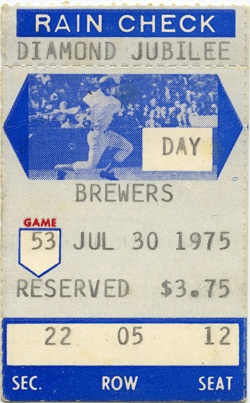 RAIN CHECK
DIAMOND JUBILEE
DAY
BREWERS
GAME
53 JUL 30 1975
RESERVED $3.75
22 05 12
SEC. ROW SEAT